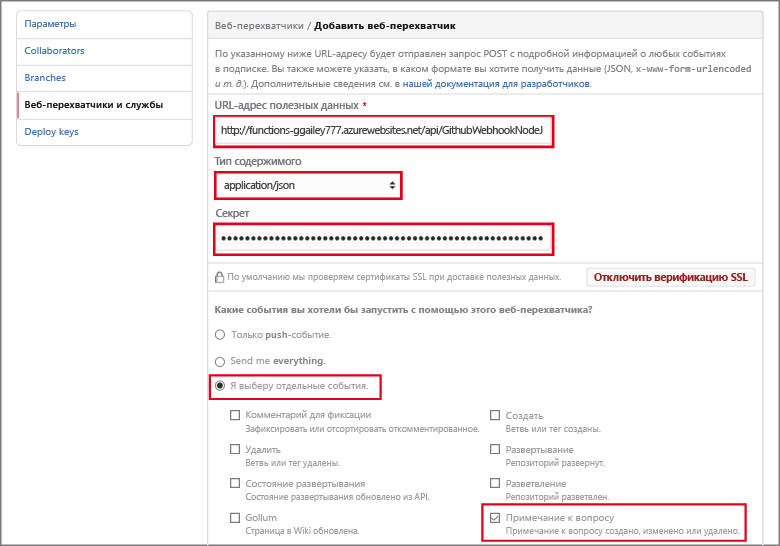 Параметры
Collaborators
Branches
Веб-перехватчики и службы
Deploy keys
Веб-перехватчики / Добавить веб-перехватчик
По указанному ниже URL-адресу будет отправлен запрос POST с подробной информацией о любых событиях
в подписке. Вы также можете указать, в каком формате вы хотите получить данные (JSON, x-www-form-urlencoded
и т. д.). Дополнительные сведения см. в нашей документация для разработчиков.
URL-адрес полезных данных *
http://functions-ggailey777.azurewebsites.net/api/GithubWebhookNodeJ
Тип содержимого
application/json
Секрет
По умолчанию мы проверяем сертификаты SSL при доставке полезных данных.
Отключить верификацию SSL
Какие события вы хотели бы запустить с помощью этого веб-перехватчика?
Только push-событие.
Send me everything.
Я выберу отдельные события.
Комментарий для фиксации
Зафиксировать или отсортировать откомментированное.
Создать
Ветвь или тег созданы.
Удалить
Ветвь или тег удалены.
Развертывание
Репозиторий развернут.
Состояние развертывания
Состояние развертывания обновлено из API.
Разветвление
Репозиторий разветвлен.
Gollum
Страница в Wiki обновлена.
Примечание к вопросу
Примечание к вопросу создано, изменено или удалено.